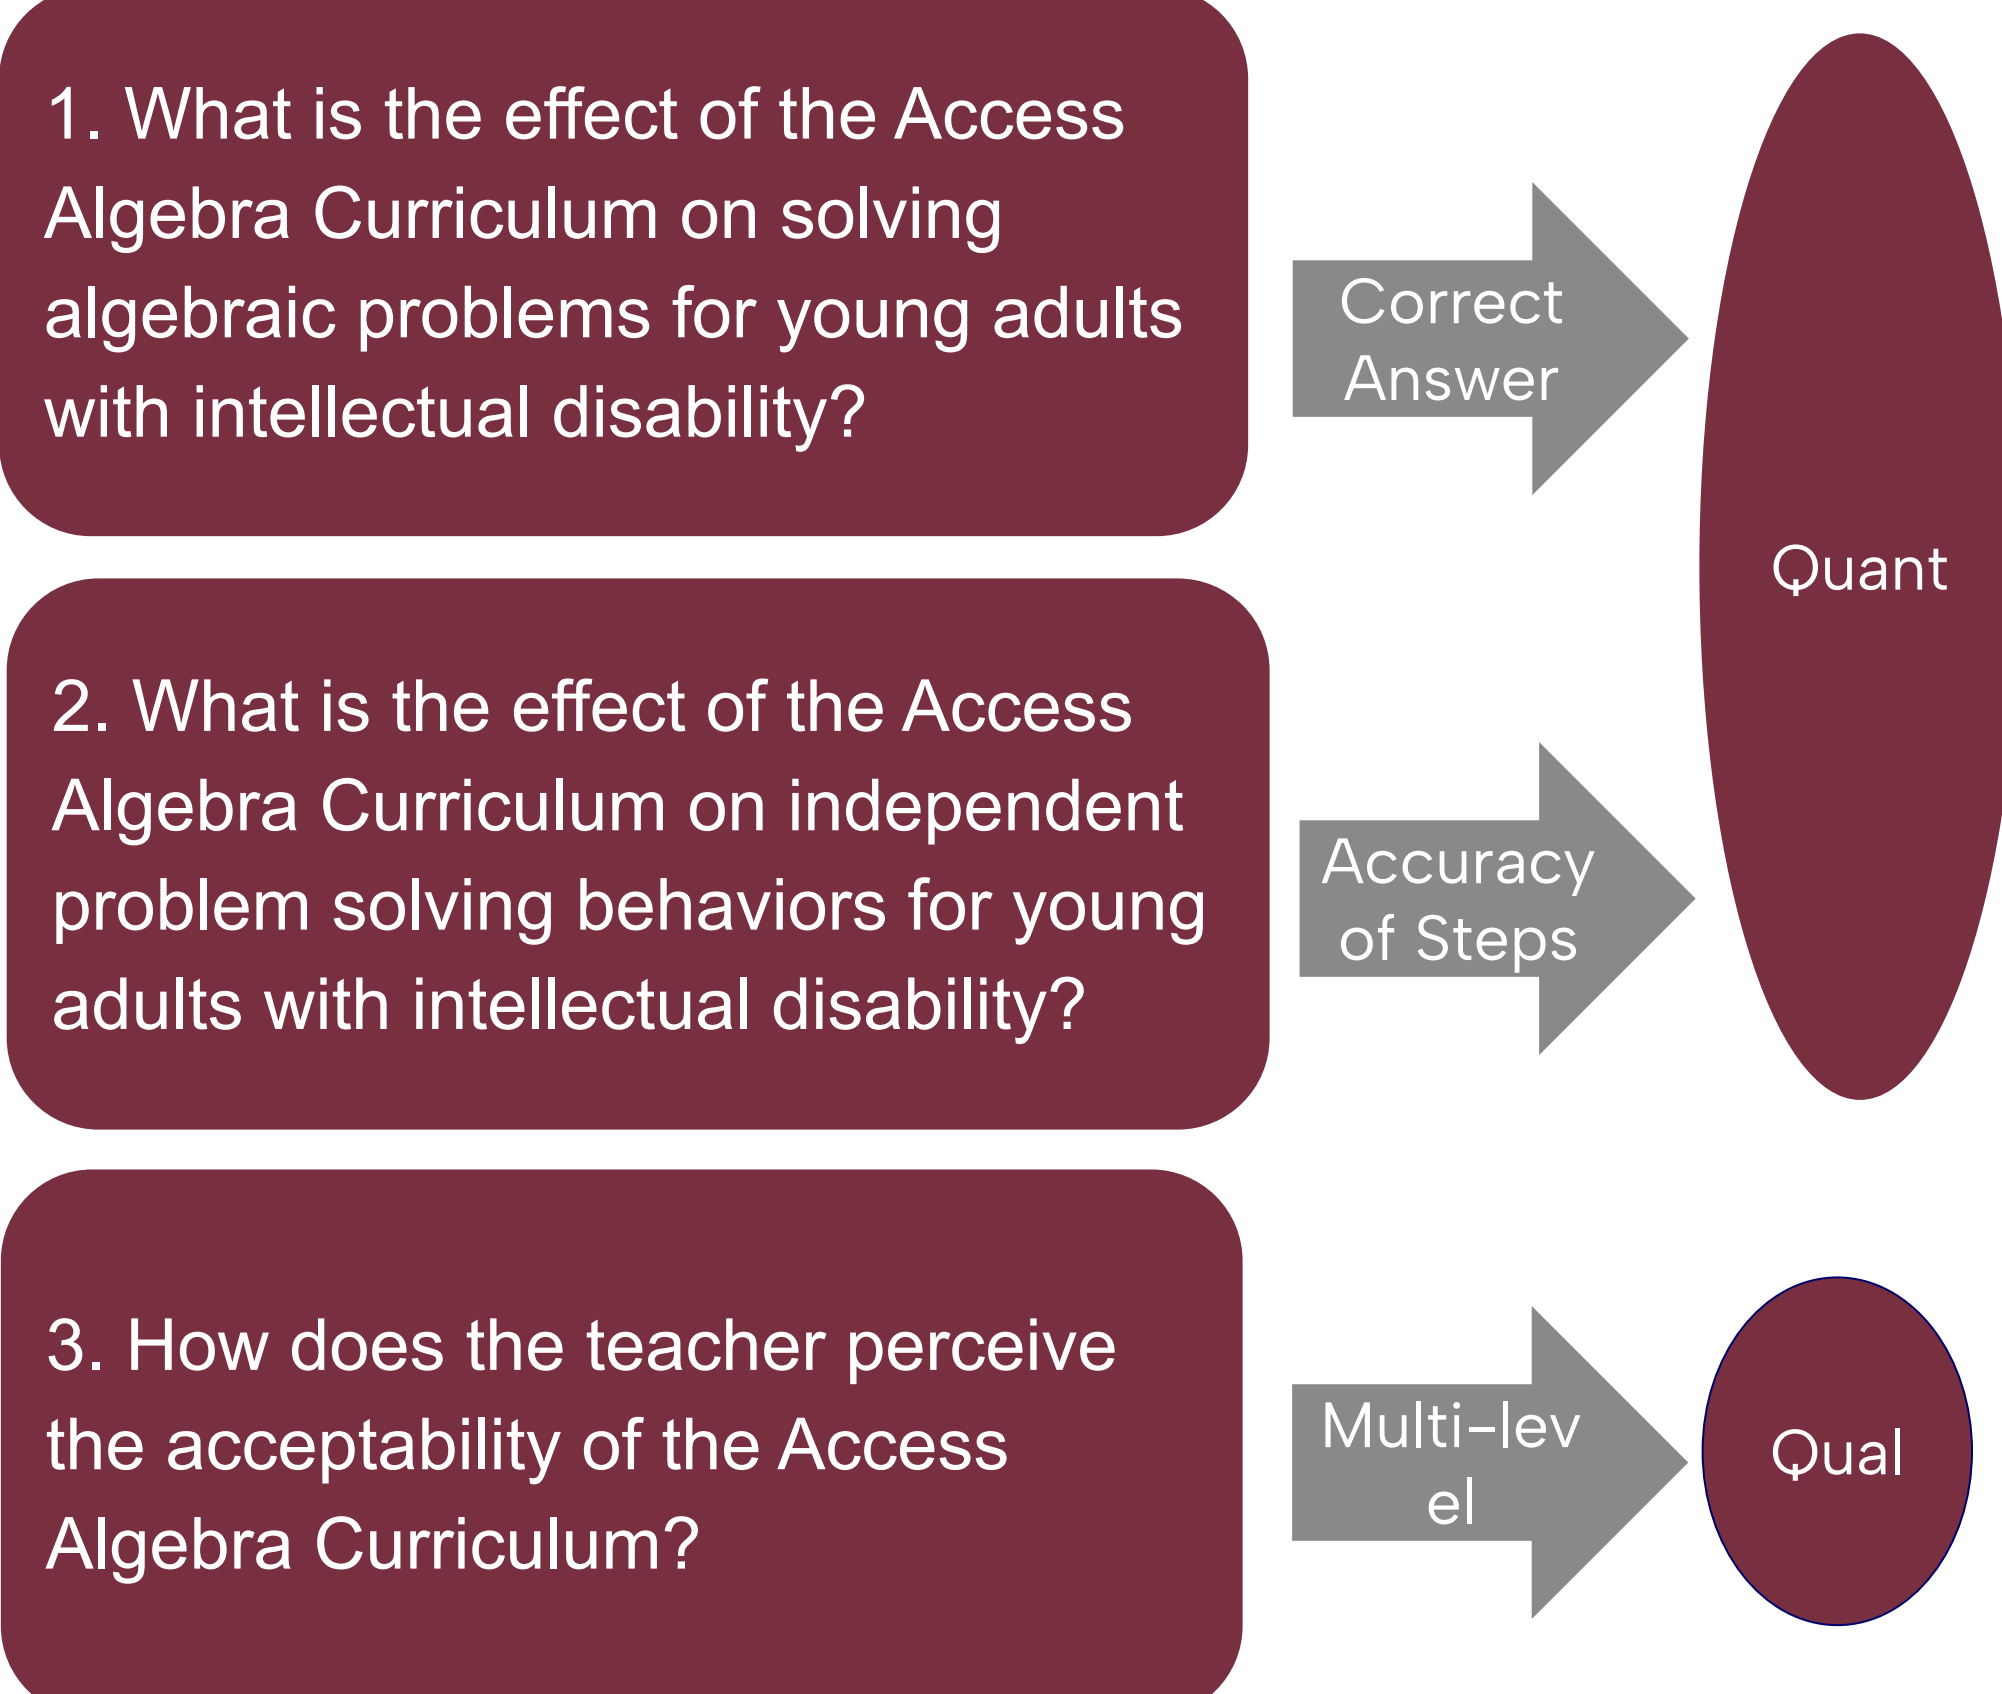 1. What is the effect of the Access
Algebra Curriculum on solving
algebraic problems for young adults
with intellectual disability?
Correct
Answer
Quant
2. What is the effect of the Access
Algebra Curriculum on independent
problem solving behaviors for young
adults with intellectual disability?
Accuracy
of Steps
3. How does the teacher perceive
the acceptability of the Access
Algebra Curriculum?
Multi-lev
el
Qual